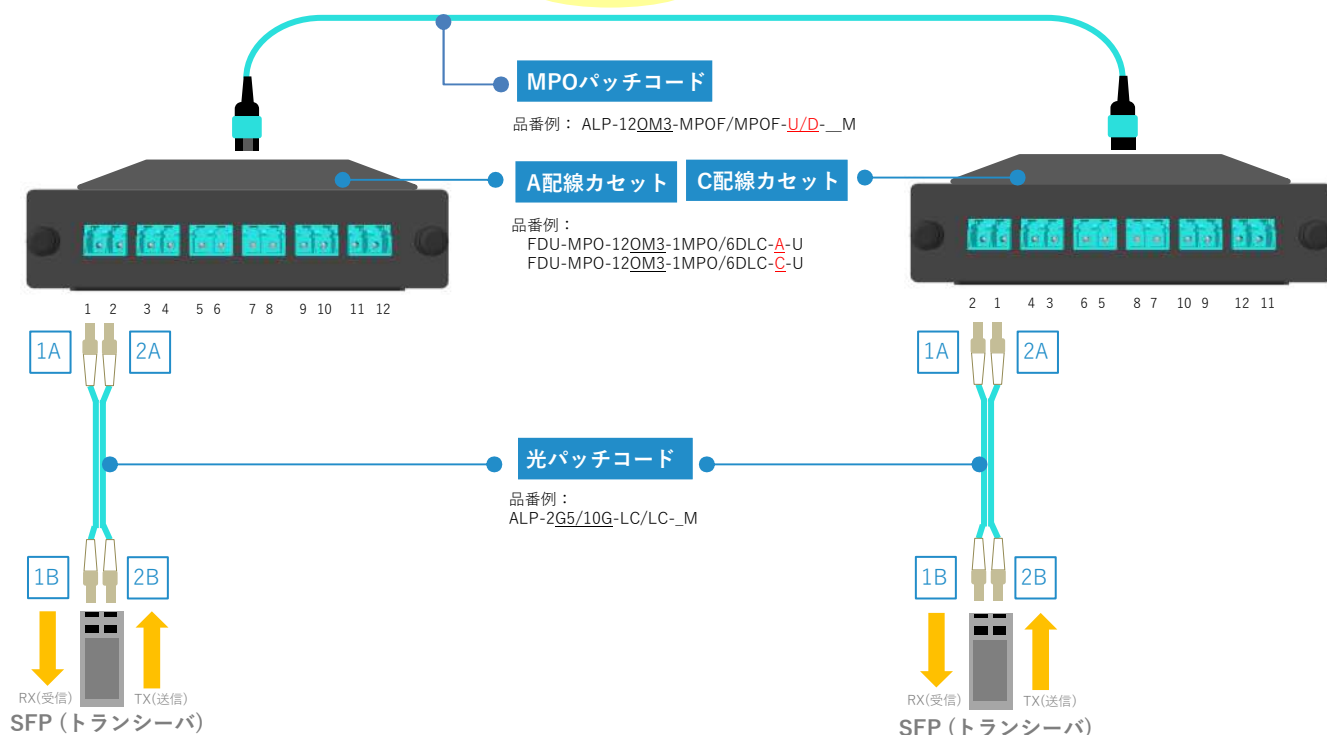 MPOパッチコード
品番例： ALP-12OM3-MPOF/MPOF-U/D-__M
A配線カセット
C配線カセット
品番例：
FDU-MPO-12OM3-1MPO/6DLC-A-U
FDU-MPO-12OM3-1MPO/6DLC-C-U
1 2 3 4 5 6 7 8 9 10 11 12
2 1 4 3 6 5 8 7 10 9 12 11
1A
2A
1A
2A
光パッチコード
品番例：
ALP-2G5/10G-LC/LC-_M
1B
2B
1B
2B
RX(受信)
TX(送信)
RX(受信)
TX(送信)
SFP (トランシーバ)
SFP (トランシーバ)